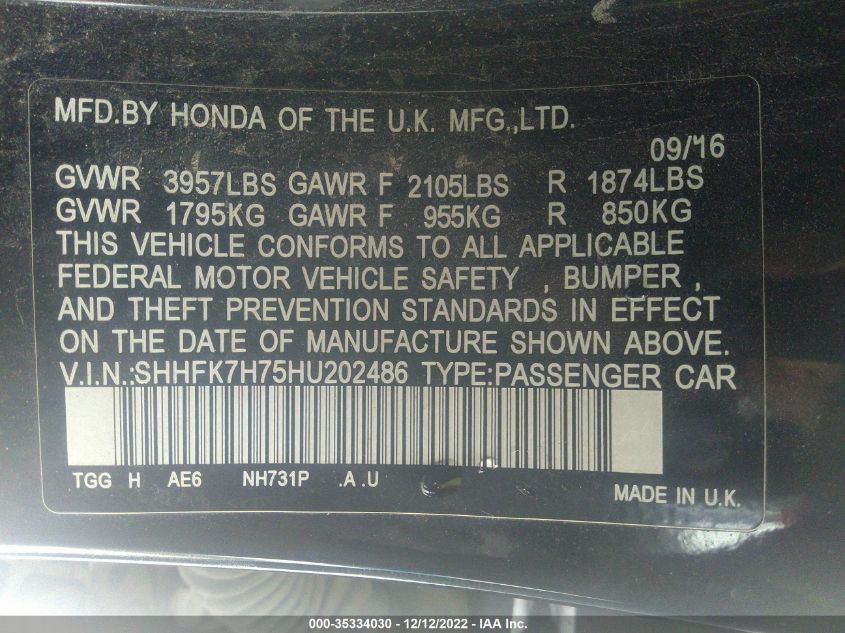 MFD.BY HONDA OF THE U.K. MFG.,LTD.
09/16
GVWR 3957LBS GAWR F 2105LBS R 1874LBS
GVWR 1795KG GAWR F 955KG R 850KG
THIS VEHICLE CONFORMS TO ALL APPLICABLE
FEDERAL MOTOR VEHICLE SAFETY , BUMPER ,
AND THEFT PREVENTION STANDARDS IN EFFECT
ON THE DATE OF MANUFACTURE SHOWN ABOVE.
V.I.N.:SHHFK7H75HU202486 TYPE:PASSENGER CAR
TGG H AE6 NH731P .A .U
MADE IN U.K.
000-35334030 - 12/12/2022 - IAA Inc.